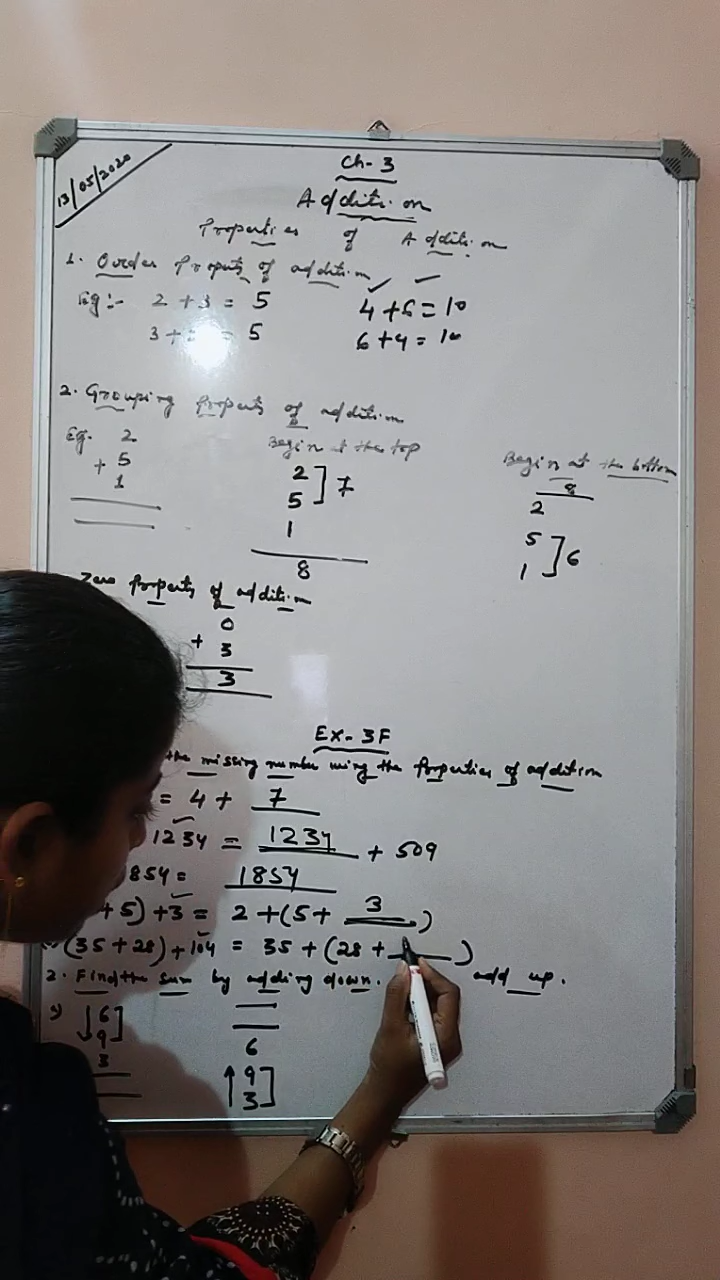 13/05/2020
Ch-3
Addition
Properties of Addition
1. Order Property of addition
Eg:- 2 + 3 = 5
3 + = 5
4 + 6 = 10
6 + 4 = 10
2. Grouping Property of addition
Eg. 2
+ 5
1
Begin at the top
2
5 ] 7
1
8
Begin at the bottom
8
2
5
1 ] 6
Zero Property of addition
0
+ 3
3
Ex-3F
the missing number using the Properties of addition
= 4 + 7
1234 = 1234 + 509
854 = 1854
+5) + 3 = 2 + (5 + 3)
(35 + 28) + 104 = 35 + (28 + ___)
2. Find the sum by adding down. add up.
↓ 6
9 ]
3
6
↑ 9
3 ]